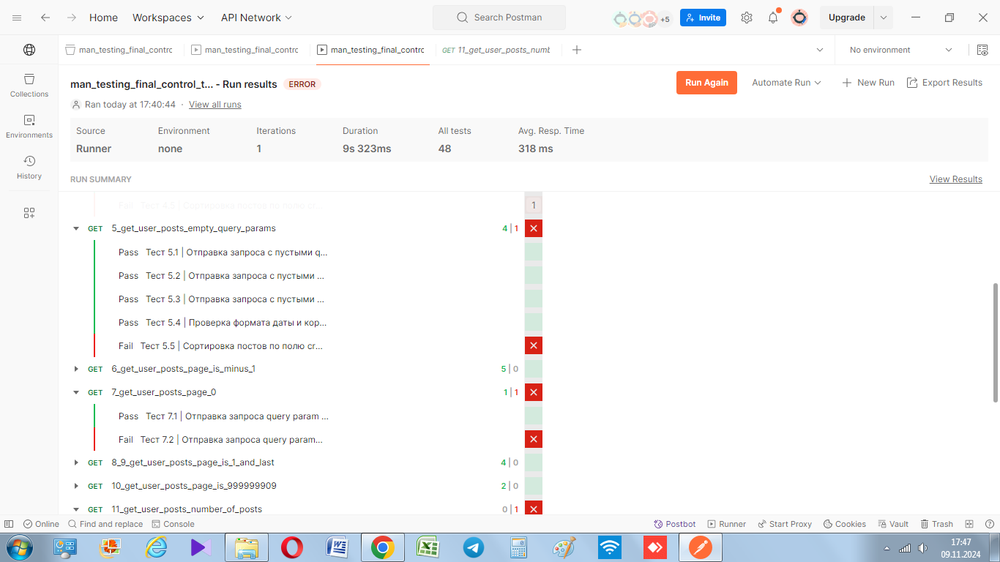 Home Workspaces API Network Search Postman +5 Invite Upgrade
man_testing_final_contro man_testing_final_contro man_testing_final_contro GET 11_get_user_posts_numb No environment
man_testing_final_control_t... - Run results ERROR Run Again Automate Run New Run Export Results
Ran today at 17:40:44 · View all runs
Collections
Environments
History
Source Environment Iterations Duration All tests Avg. Resp. Time
Runner none 1 9s 323ms 48 318 ms
RUN SUMMARY View Results
Fail Тест 4.5 | Сортировка постов по полю cr... 1
GET 5_get_user_posts_empty_query_params 4 | 1
Pass Тест 5.1 | Отправка запроса с пустыми q...
Pass Тест 5.2 | Отправка запроса с пустыми ...
Pass Тест 5.3 | Отправка запроса с пустыми ...
Pass Тест 5.4 | Проверка формата даты и кор...
Fail Тест 5.5 | Сортировка постов по полю cr...
GET 6_get_user_posts_page_is_minus_1 5 | 0
GET 7_get_user_posts_page_0 1 | 1
Pass Тест 7.1 | Отправка запроса query param ...
Fail Тест 7.2 | Отправка запроса query param...
GET 8_9_get_user_posts_page_is_1_and_last 4 | 0
GET 10_get_user_posts_page_is_999999909 2 | 0
GET 11_get_user_posts_number_of_posts 0 | 1
Online Find and replace Console Postbot Runner Start Proxy Cookies Vault Trash
17:47
09.11.2024